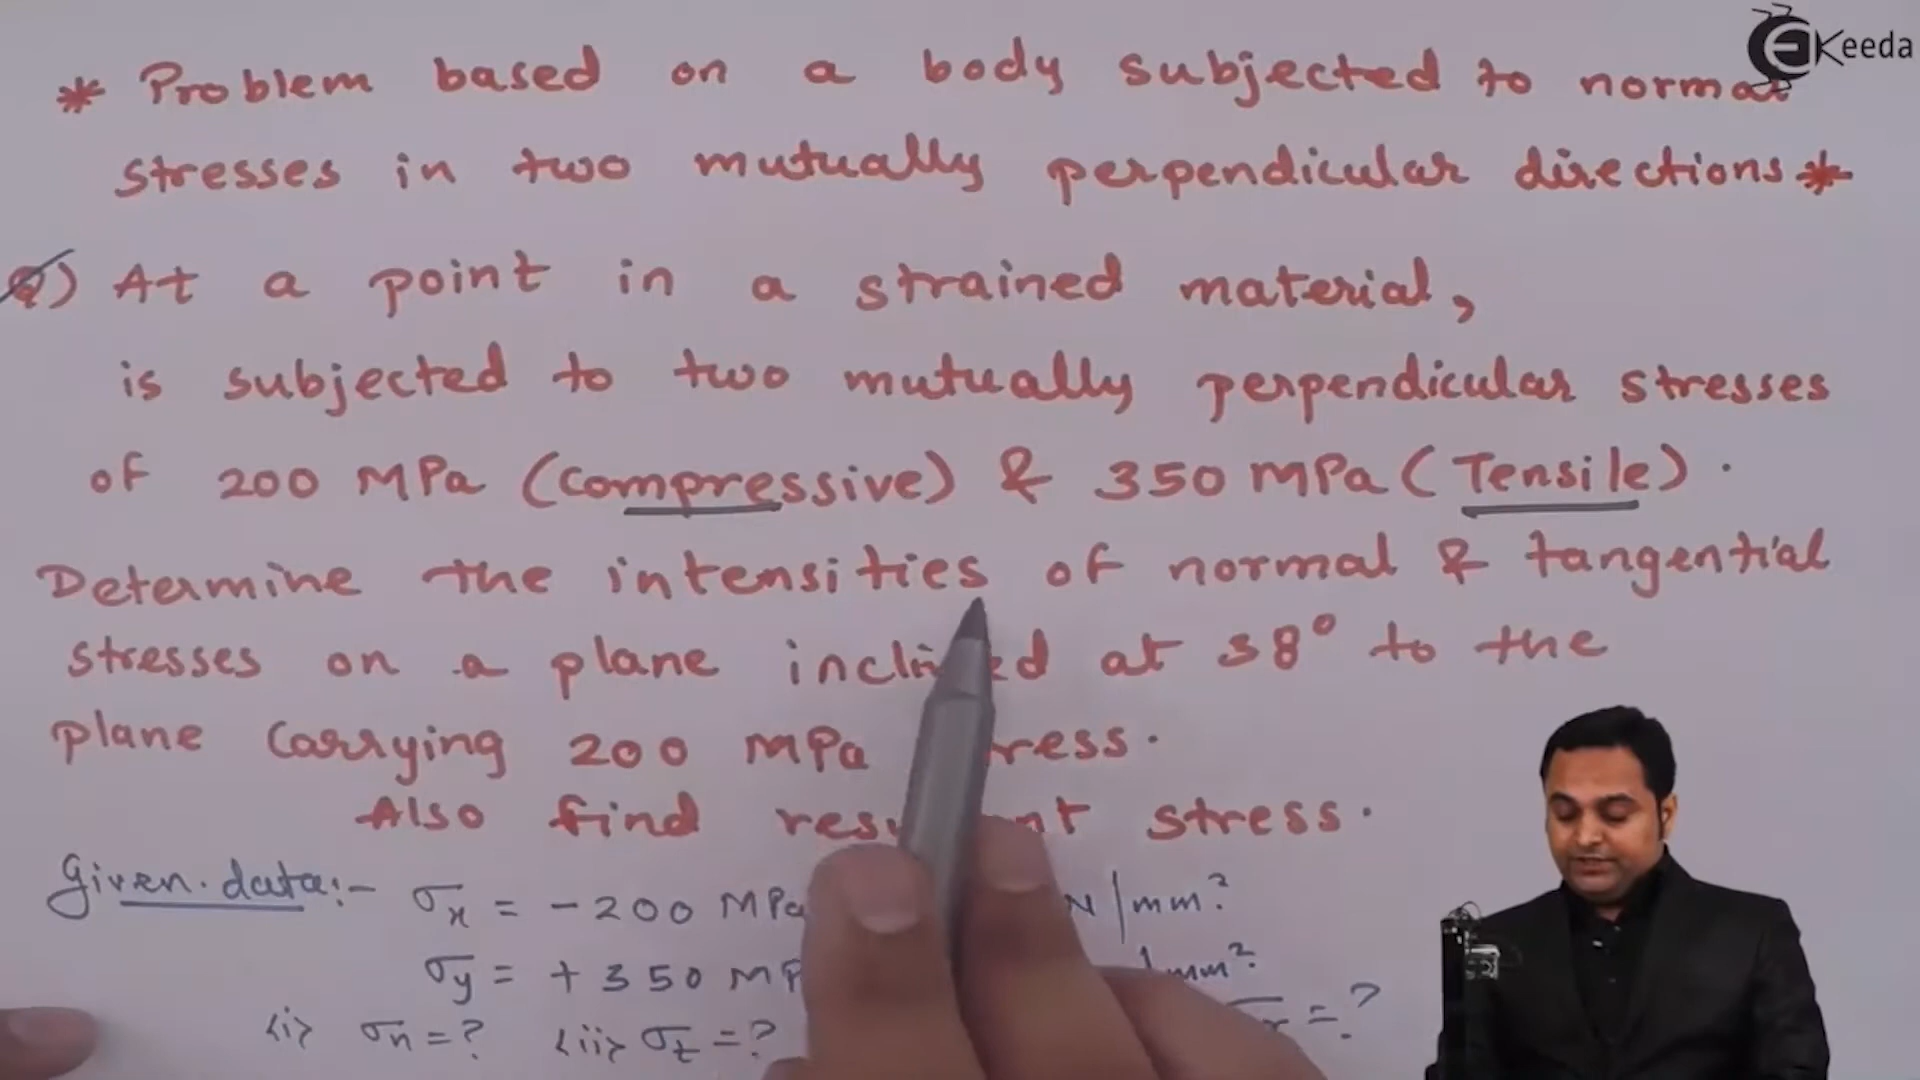 Keeda
* Problem based on a body subjected to normal
stresses in two mutually perpendicular directions *
Q) At a point in a strained material,
is subjected to two mutually perpendicular stresses
of 200 MPa (compressive) & 350 MPa (Tensile).
Determine the intensities of normal & tangential
stresses on a plane inclined at 38° to the
plane carrying 200 MPa stress.
Also find resultant stress.
Given data:- σx = -200 MPa N/mm²
σy = +350 MP /mm²
<i> σn = ? <ii> σt = ? = ?